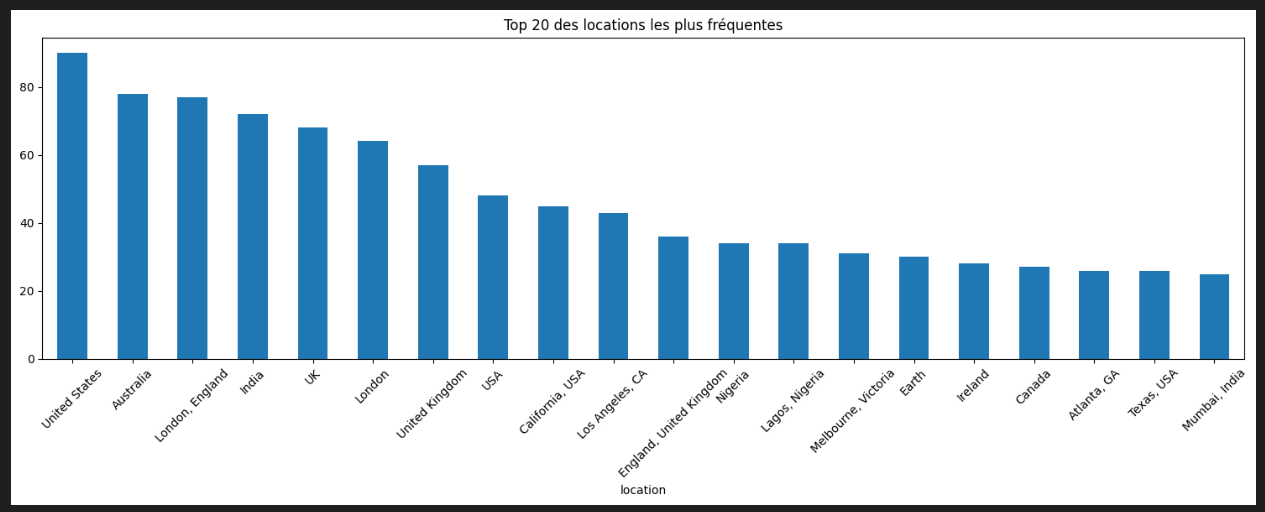 Top 20 des locations les plus fréquentes
80
60
40
20
0
United States
Australia
London, England
India
UK
London
United Kingdom
USA
California, USA
Los Angeles, CA
England, United Kingdom
Nigeria
Lagos, Nigeria
Melbourne, Victoria
Earth
Ireland
Canada
Atlanta, GA
Texas, USA
Mumbai, India
location